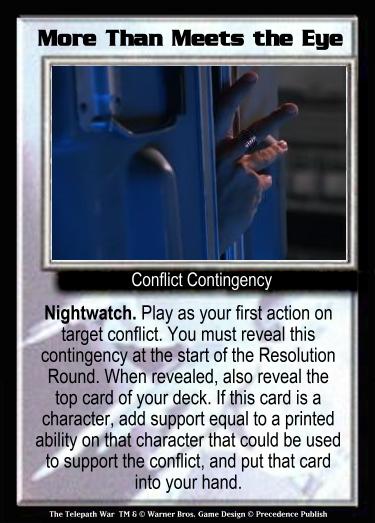 More Than Meets the Eye
Conflict Contingency
Nightwatch. Play as your first action on
target conflict. You must reveal this
contingency at the start of the Resolution
Round. When revealed, also reveal the
top card of your deck. If this card is a
character, add support equal to a printed
ability on that character that could be used
to support the conflict, and put that card
into your hand.
The Telepath War TM & © Warner Bros. Game Design © Precedence Publish